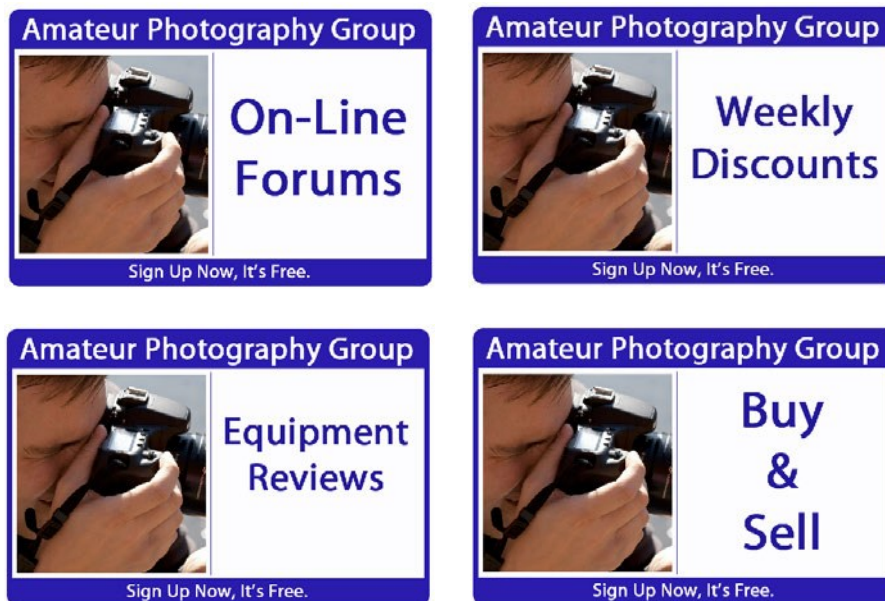 Amateur Photography Group
On-Line
Forums
Sign Up Now, It's Free.
Amateur Photography Group
Weekly
Discounts
Sign Up Now, It's Free.
Amateur Photography Group
Equipment
Reviews
Sign Up Now, It's Free.
Amateur Photography Group
Buy
&
Sell
Sign Up Now, It's Free.